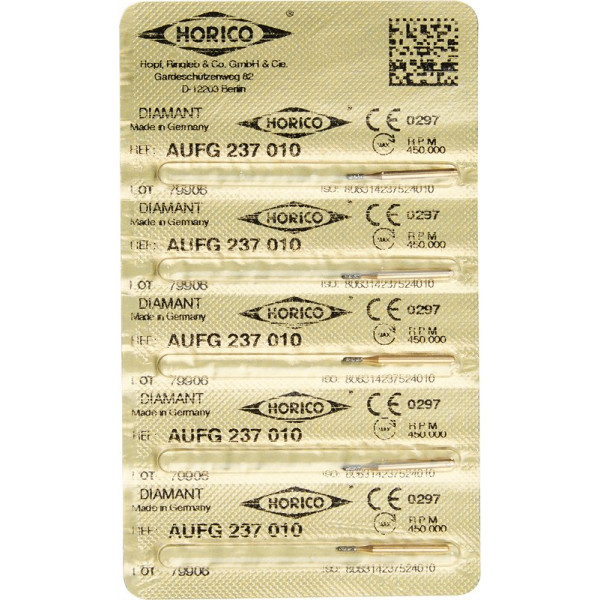 HORICO ®
Hopf, Ringleb & Co. GmbH & Cie.
Gardeschützenweg 82
D-12203 Berlin
DIAMANT
Made in Germany
HORICO
CE 0297
REF: AUFG 237 010
MAX RPM
450.000
LOT 79906
ISO: 806314237524010
DIAMANT
Made in Germany
HORICO
CE 0297
REF: AUFG 237 010
MAX RPM
450.000
LOT 79906
ISO: 806314237524010
DIAMANT
Made in Germany
HORICO
CE 0297
REF: AUFG 237 010
MAX RPM
450.000
LOT 79906
ISO: 806314237524010
DIAMANT
Made in Germany
HORICO
CE 0297
REF: AUFG 237 010
MAX RPM
450.000
LOT 79906
ISO: 806314237524010
DIAMANT
Made in Germany
HORICO
CE 0297
REF: AUFG 237 010
MAX RPM
450.000
LOT 79906
ISO: 806314237524010